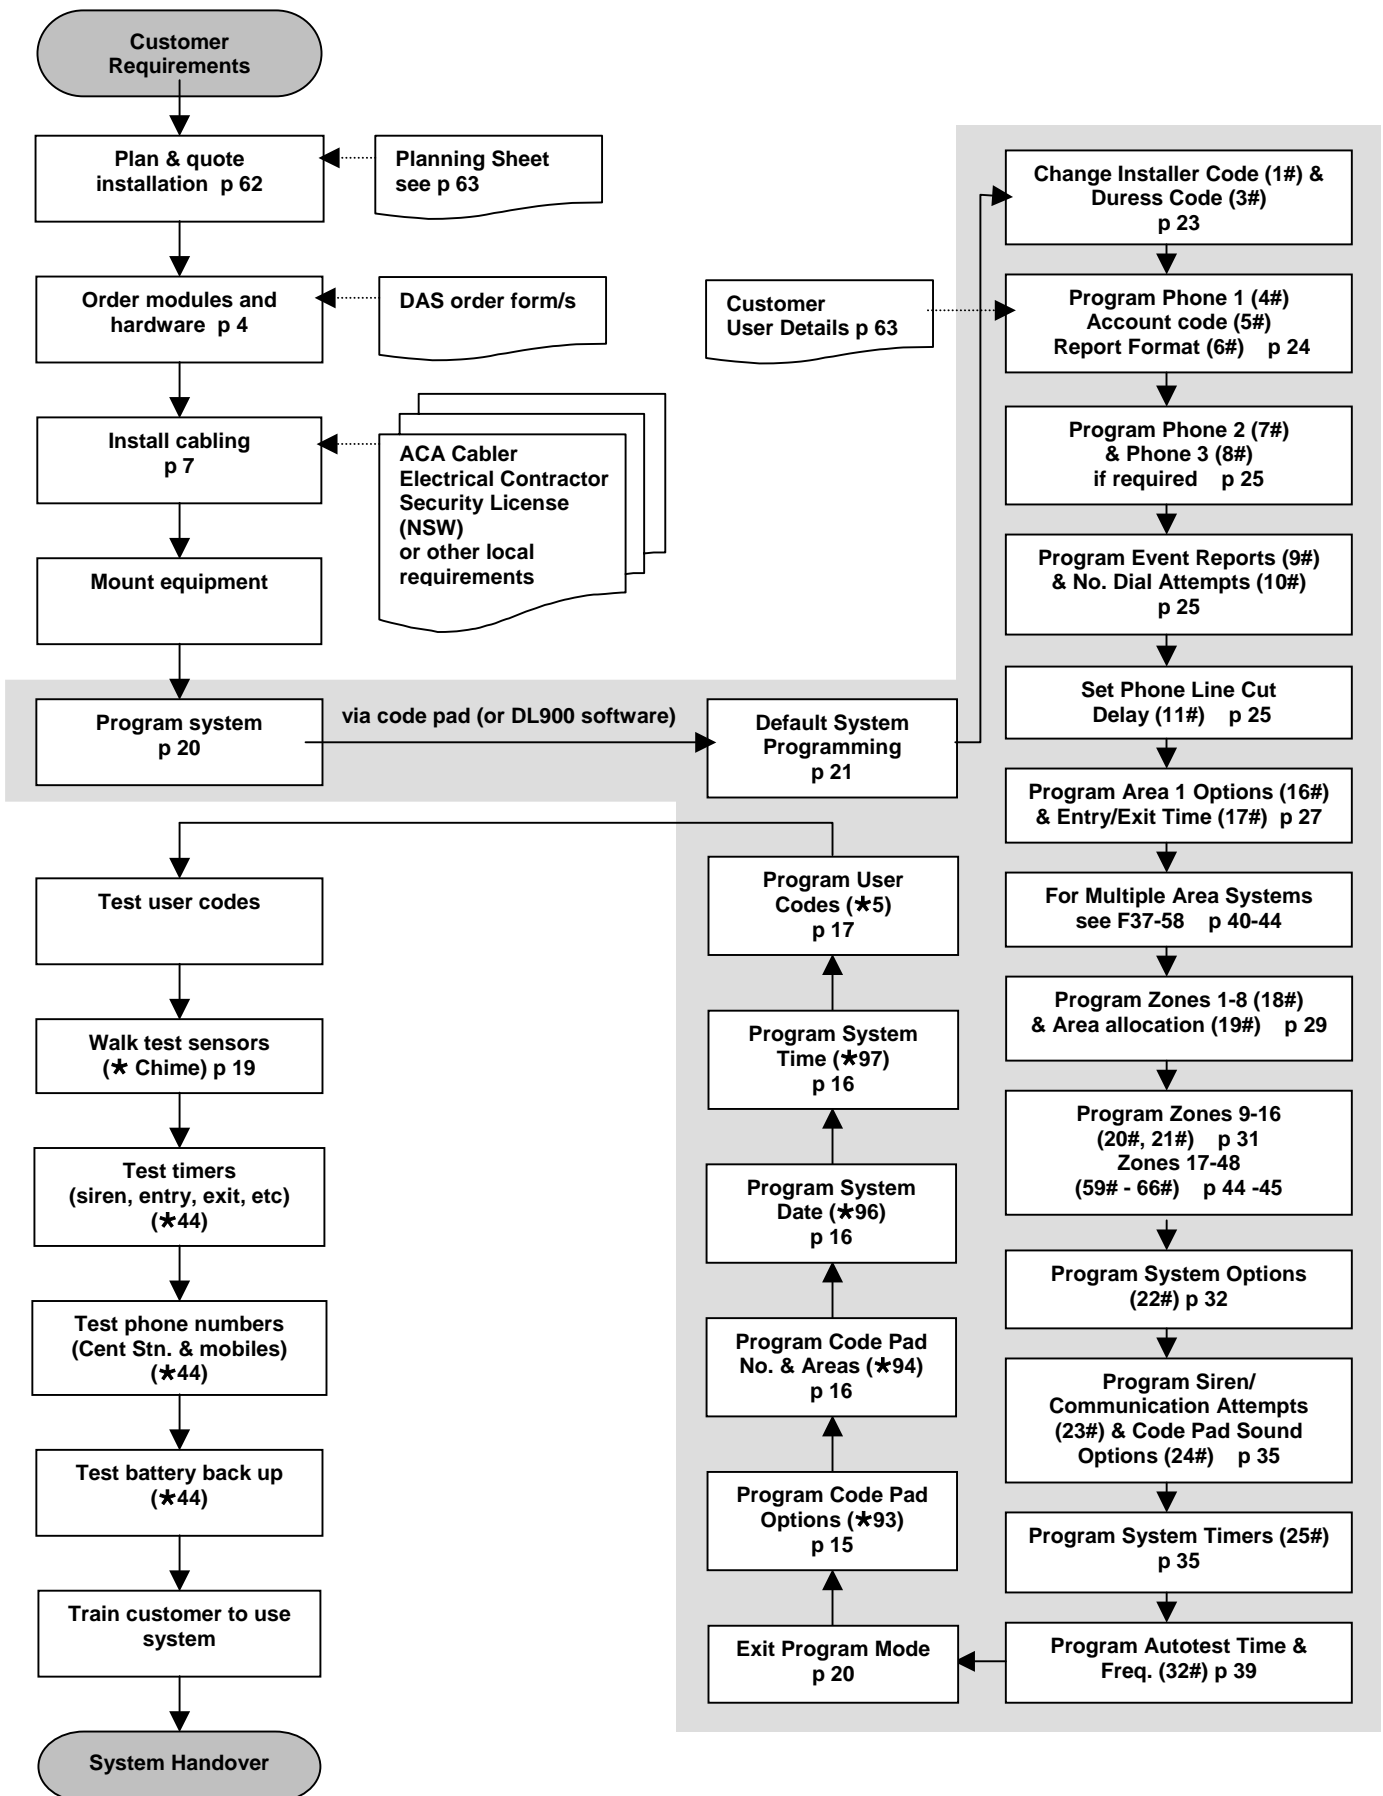 Customer
Requirements
Plan & quote
installation p 62
Planning Sheet
see p 63
Order modules and
hardware p 4
DAS order form/s
Install cabling
p 7
ACA Cabler
Electrical Contractor
Security License
(NSW)
or other local
requirements
Mount equipment
Program system
p 20
via code pad (or DL900 software)
Default System
Programming
p 21
Change Installer Code (1#) &
Duress Code (3#)
p 23
Customer
User Details p 63
Program Phone 1 (4#)
Account code (5#)
Report Format (6#) p 24
Program Phone 2 (7#)
& Phone 3 (8#)
if required p 25
Program Event Reports (9#)
& No. Dial Attempts (10#)
p 25
Set Phone Line Cut
Delay (11#) p 25
Program Area 1 Options (16#)
& Entry/Exit Time (17#) p 27
For Multiple Area Systems
see F37-58 p 40-44
Program Zones 1-8 (18#)
& Area allocation (19#) p 29
Program Zones 9-16
(20#, 21#) p 31
Zones 17-48
(59# - 66#) p 44 -45
Program System Options
(22#) p 32
Program Siren/
Communication Attempts
(23#) & Code Pad Sound
Options (24#) p 35
Program System Timers (25#)
p 35
Program Autotest Time &
Freq. (32#) p 39
Exit Program Mode
p 20
Program Code Pad
Options (★93)
p 15
Program Code Pad
No. & Areas (★94)
p 16
Program System
Date (★96)
p 16
Program System
Time (★97)
p 16
Program User
Codes (★5)
p 17
Test user codes
Walk test sensors
(★ Chime) p 19
Test timers
(siren, entry, exit, etc)
(★44)
Test phone numbers
(Cent Stn. & mobiles)
(★44)
Test battery back up
(★44)
Train customer to use
system
System Handover